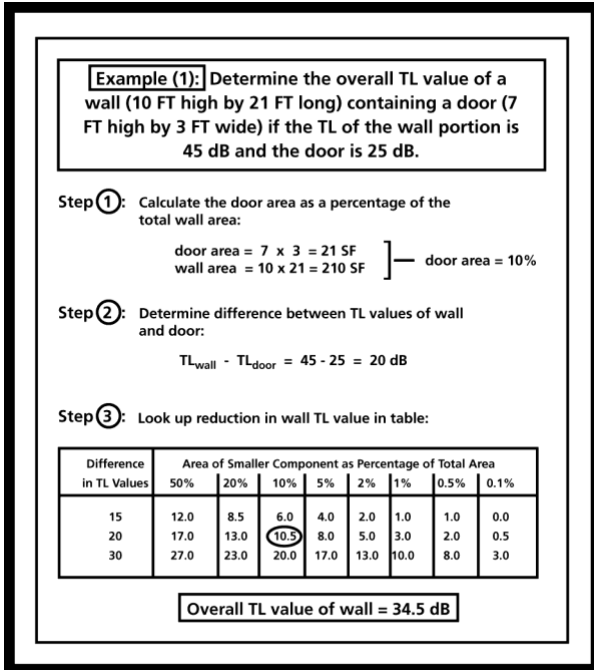 Example (1): Determine the overall TL value of a
wall (10 FT high by 21 FT long) containing a door (7
FT high by 3 FT wide) if the TL of the wall portion is
45 dB and the door is 25 dB.
Step 1: Calculate the door area as a percentage of the
total wall area:
door area = 7 x 3 = 21 SF
wall area = 10 x 21 = 210 SF
door area = 10%
Step 2: Determine difference between TL values of wall
and door:
TLwall - TLdoor = 45 - 25 = 20 dB
Step 3: Look up reduction in wall TL value in table:
Difference Area of Smaller Component as Percentage of Total Area
in TL Values 50% 20% 10% 5% 2% 1% 0.5% 0.1%
15 12.0 8.5 6.0 4.0 2.0 1.0 1.0 0.0
20 17.0 13.0 10.5 8.0 5.0 3.0 2.0 0.5
30 27.0 23.0 20.0 17.0 13.0 10.0 8.0 3.0
Overall TL value of wall = 34.5 dB